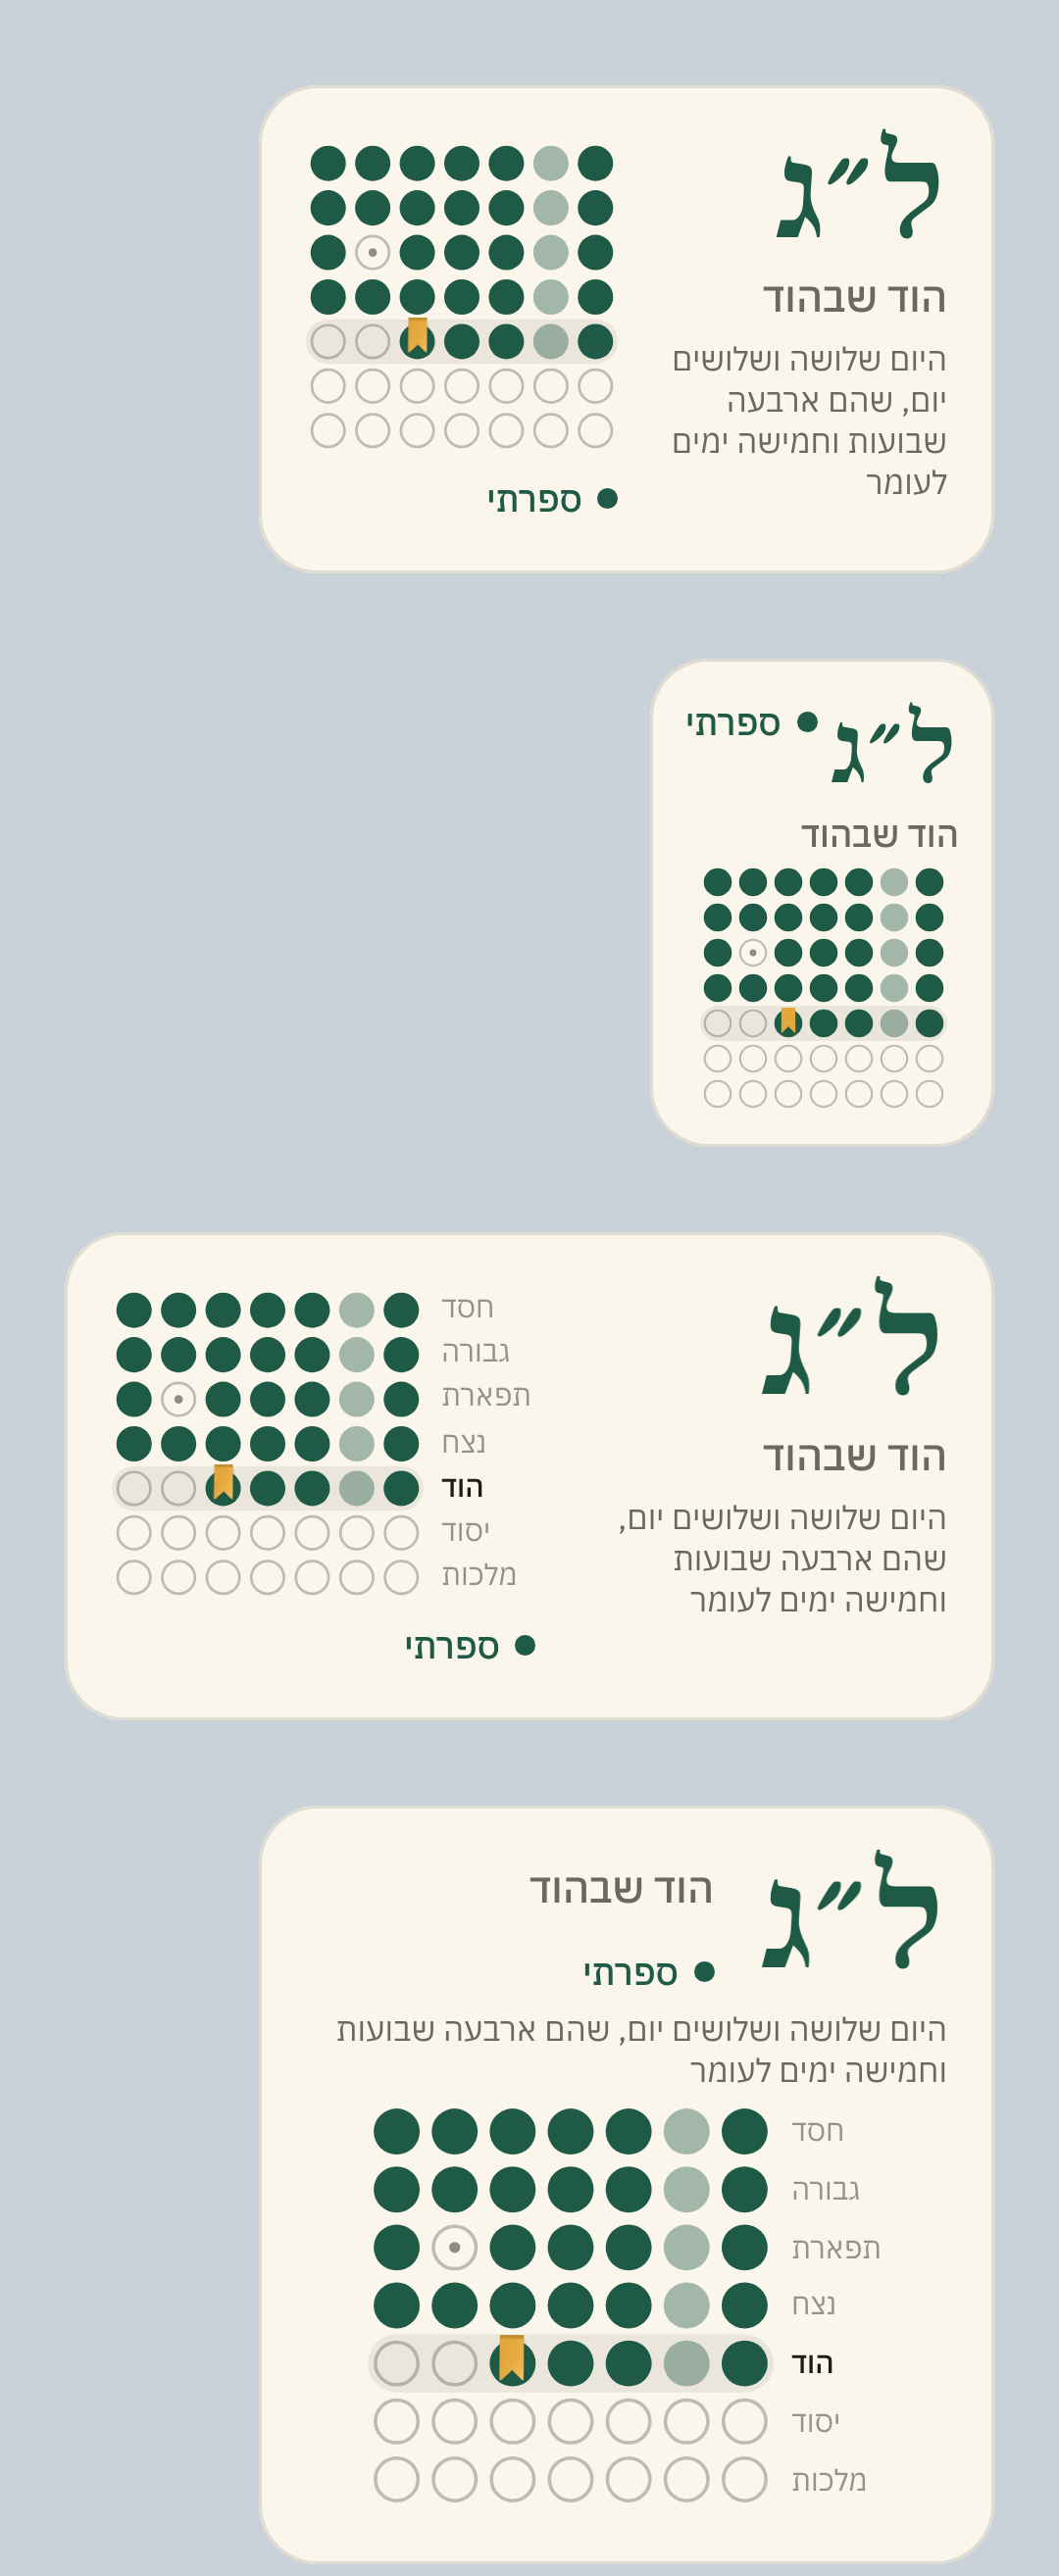 ל״ג
הוד שבהוד
היום שלושה ושלושים
יום, שהם ארבעה
שבועות וחמישה ימים
לעומר
ספרתי
ל״ג
ספרתי
הוד שבהוד
ל״ג
הוד שבהוד
היום שלושה ושלושים יום,
שהם ארבעה שבועות
וחמישה ימים לעומר
חסד
גבורה
תפארת
נצח
הוד
יסוד
מלכות
ספרתי
ל״ג
הוד שבהוד
ספרתי
היום שלושה ושלושים יום, שהם ארבעה שבועות
וחמישה ימים לעומר
חסד
גבורה
תפארת
נצח
הוד
יסוד
מלכות